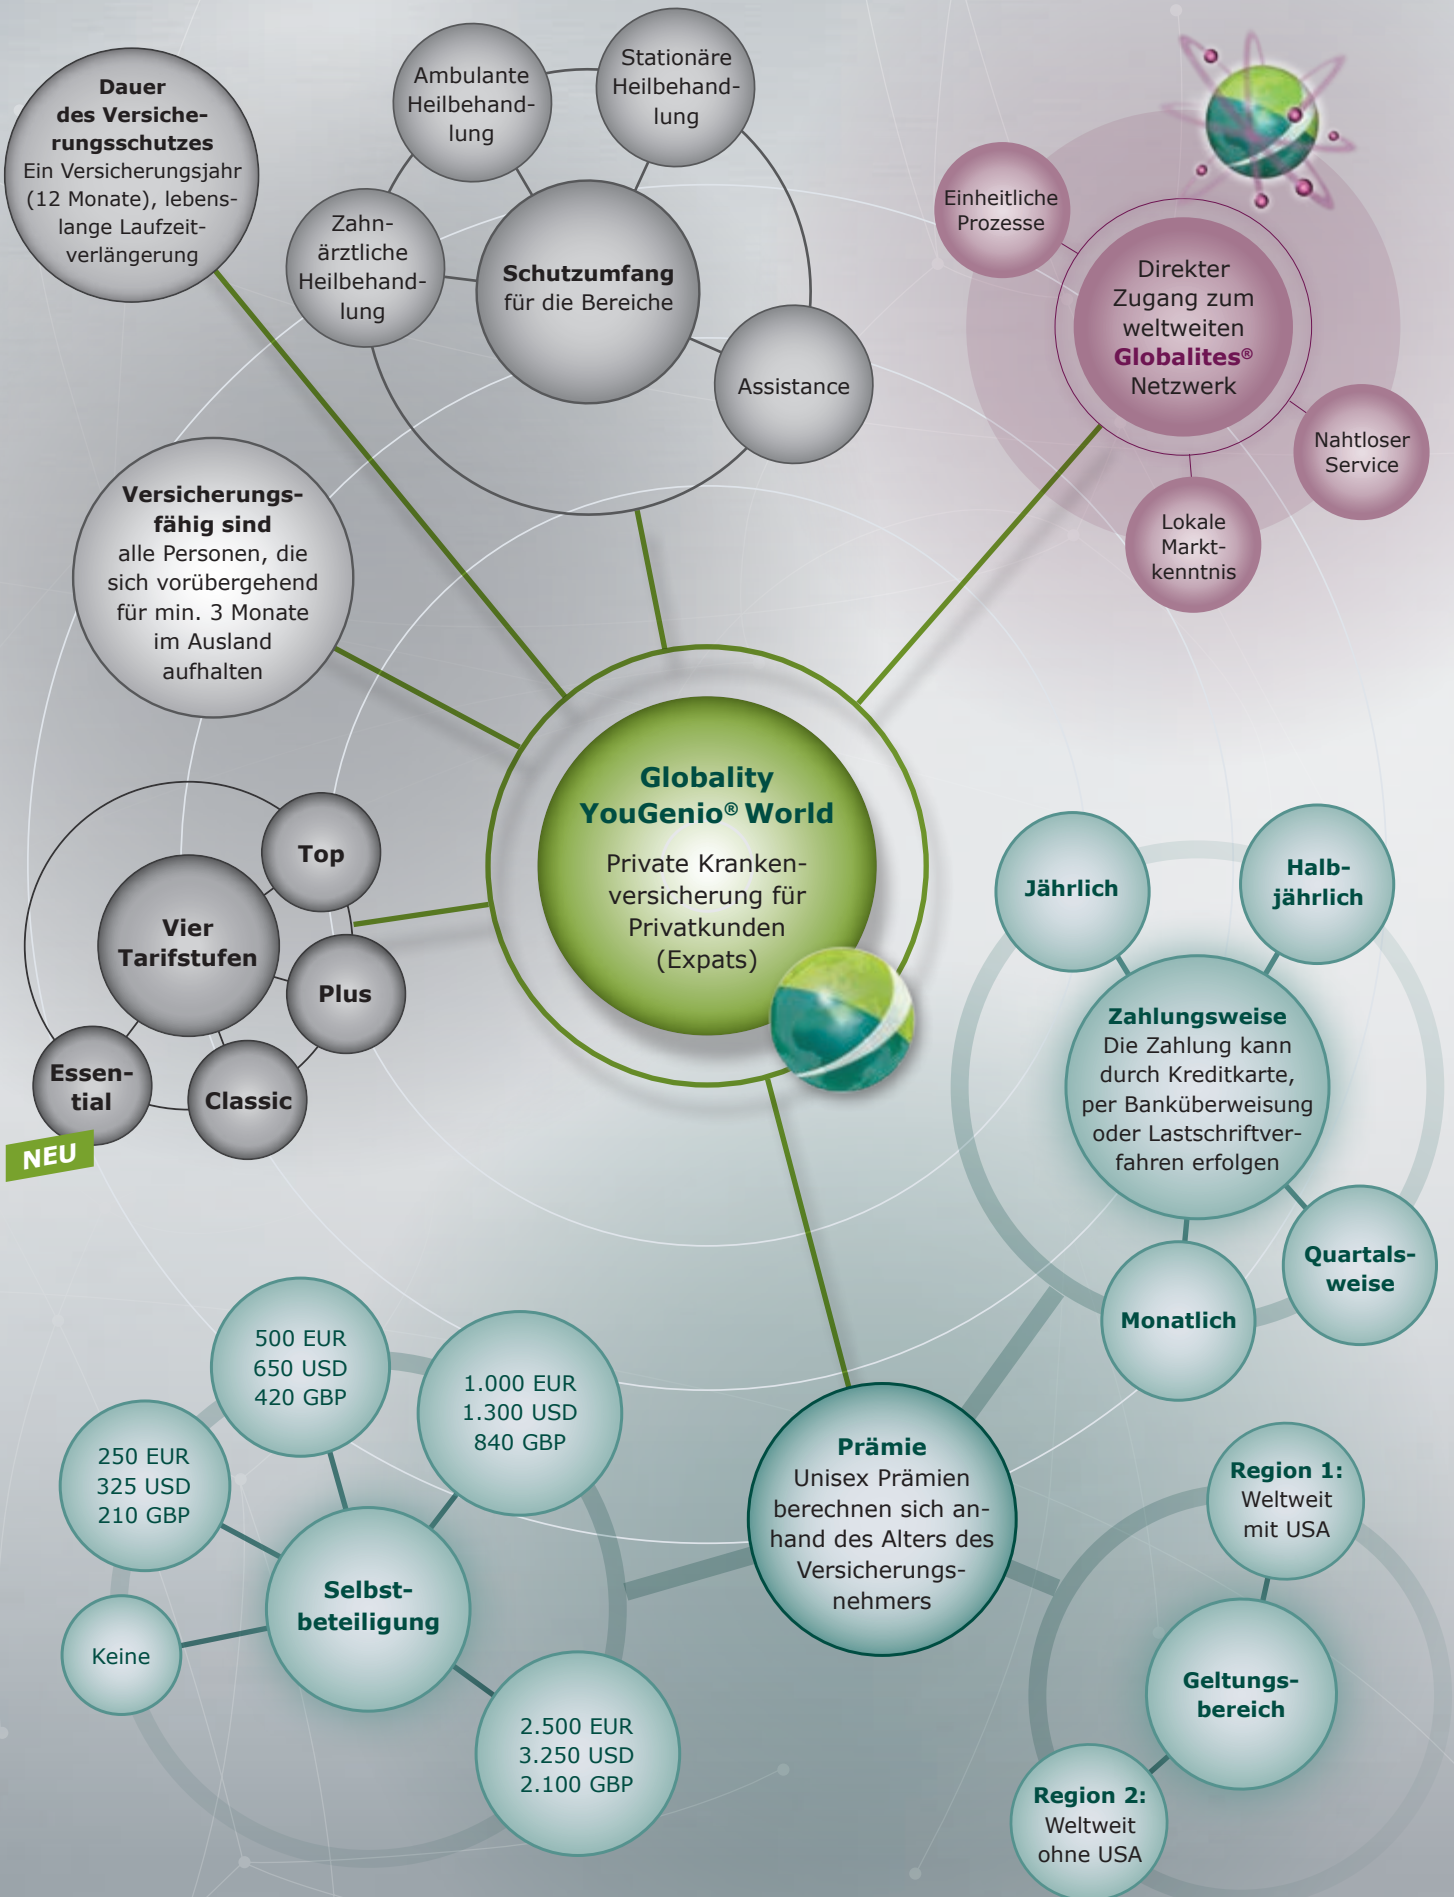 Dauer
des Versiche-
rungsschutzes
Ein Versicherungsjahr
(12 Monate), lebens-
lange Laufzeit-
verlängerung
Ambulante
Heilbehand-
lung
Stationäre
Heilbehand-
lung
Zahn-
ärztliche
Heilbehand-
lung
Schutzumfang
für die Bereiche
Assistance
Einheitliche
Prozesse
Direkter
Zugang zum
weltweiten
Globalites®
Netzwerk
Nahtloser
Service
Lokale
Markt-
kenntnis
Versicherungs-
fähig sind
alle Personen, die
sich vorübergehend
für min. 3 Monate
im Ausland
aufhalten
Globality
YouGenio® World
Private Kranken-
versicherung für
Privatkunden
(Expats)
Top
Vier
Tarifstufen
Plus
Essen-
tial
Classic
NEU
Jährlich
Halb-
jährlich
Zahlungsweise
Die Zahlung kann
durch Kreditkarte,
per Banküberweisung
oder Lastschriftver-
fahren erfolgen
Quartals-
weise
Monatlich
500 EUR
650 USD
420 GBP
1.000 EUR
1.300 USD
840 GBP
250 EUR
325 USD
210 GBP
Selbst-
beteiligung
Keine
2.500 EUR
3.250 USD
2.100 GBP
Prämie
Unisex Prämien
berechnen sich an-
hand des Alters des
Versicherungs-
nehmers
Region 1:
Weltweit
mit USA
Geltungs-
bereich
Region 2:
Weltweit
ohne USA